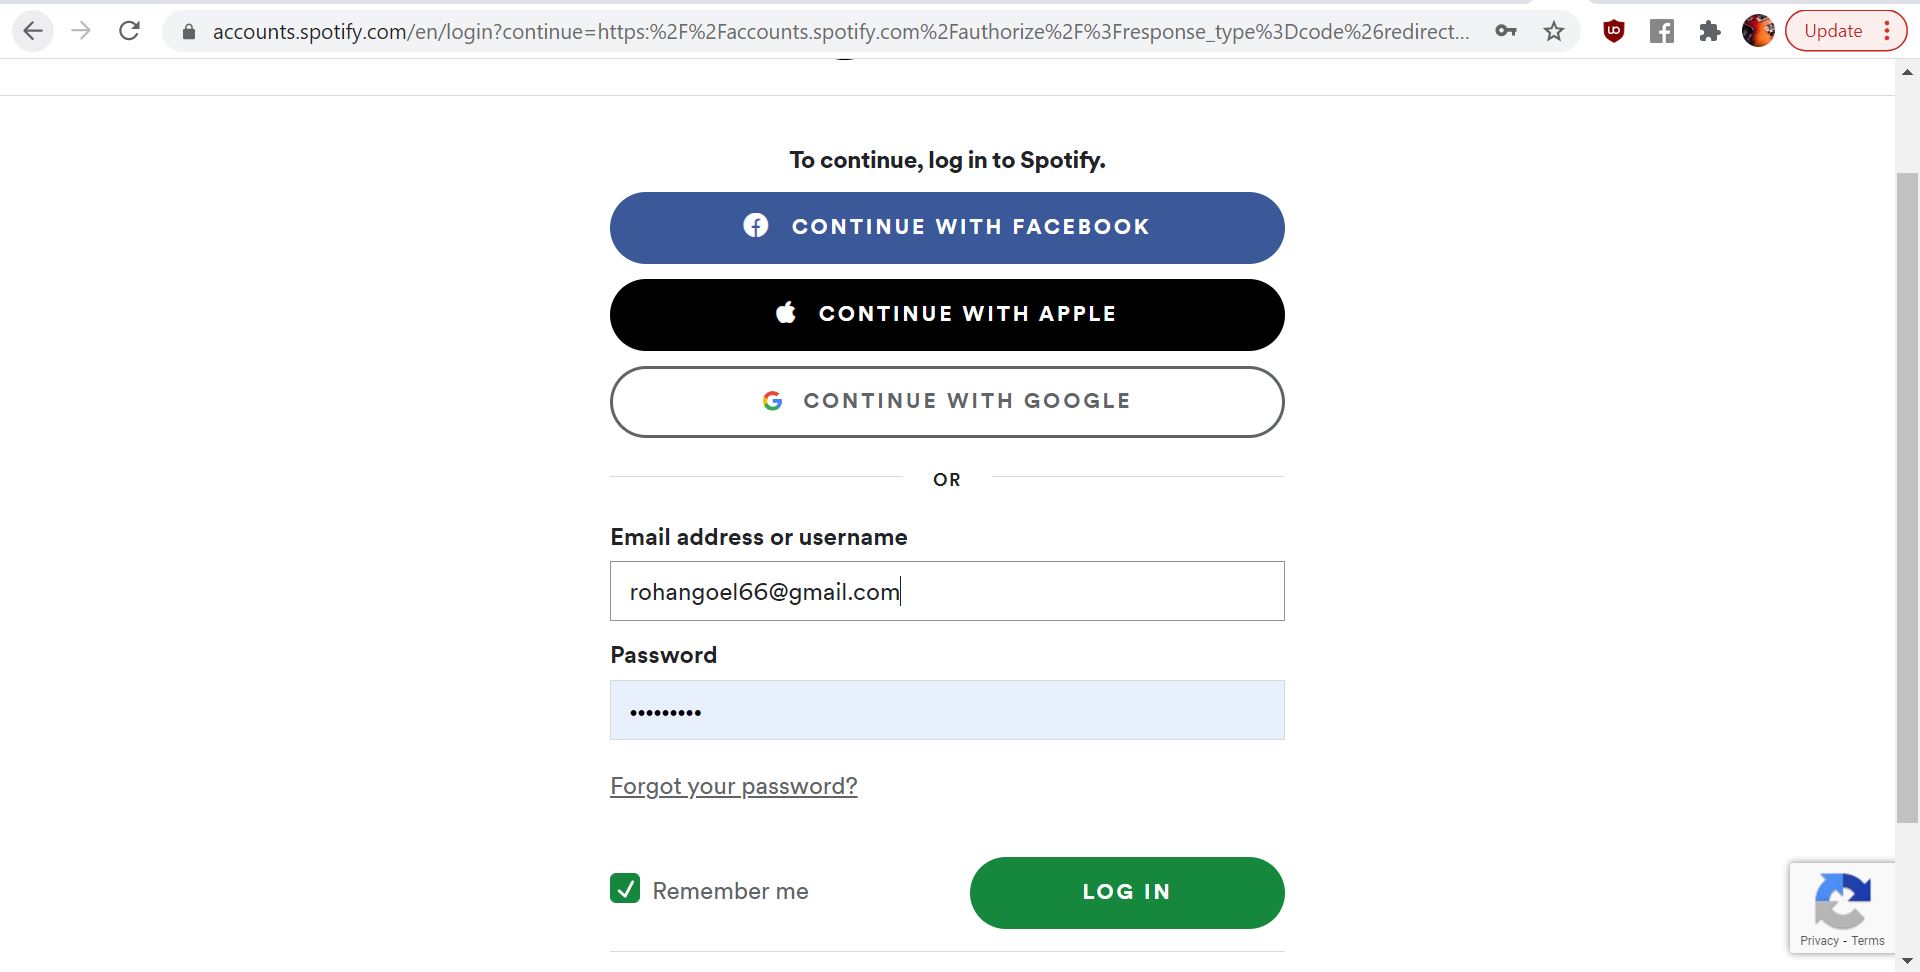 accounts.spotify.com/en/login?continue=https:%2F%2Faccounts.spotify.com%2Fauthorize%2F%3Fresponse_type%3Dcode%26redirect...
Update
To continue, log in to Spotify.
CONTINUE WITH FACEBOOK
CONTINUE WITH APPLE
CONTINUE WITH GOOGLE
OR
Email address or username
rohangoel66@gmail.com
Password
•••••••••
Forgot your password?
Remember me
LOG IN
Privacy - Terms